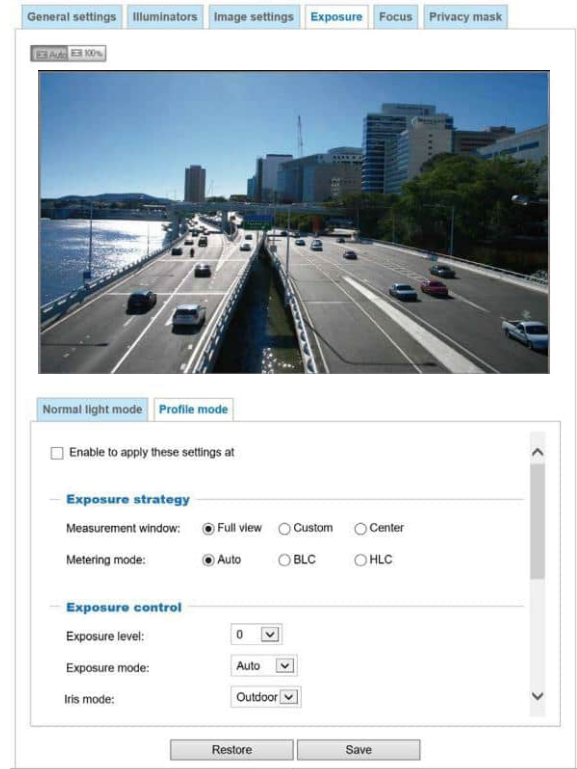 General settings Illuminators Image settings Exposure Focus Privacy mask
Auto 100%
Normal light mode Profile mode
Enable to apply these settings at
Exposure strategy
Measurement window: Full view Custom Center
Metering mode: Auto BLC HLC
Exposure control
Exposure level: 0
Exposure mode: Auto
Iris mode: Outdoor
Restore Save